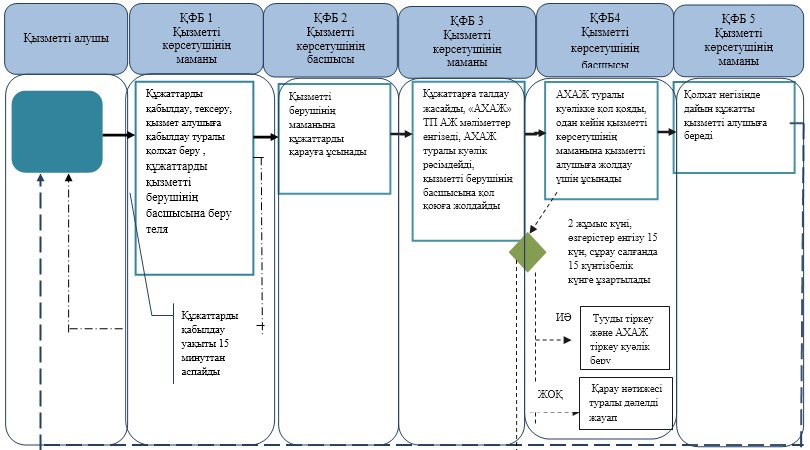 Қызметті алушы
ҚФБ 1
Қызметті
көрсетушінің
маманы
ҚФБ 2
Қызметті
көрсетушінің
басшысы
ҚФБ 3
Қызметті
көрсетушінің
маманы
ҚФБ4
Қызметті
көрсетушінің
басшысы
ҚФБ 5
Қызметті
көрсетушінің
маманы
Құжаттарды
қабылдау, тексеру,
қызмет алушыға
қабылдау туралы
қолхат беру ,
құжаттарды
қызметті
берушінің
басшысына беру
теля
Қызметті
берушінің
маманына
құжаттарды
қарауға ұсынады
Құжаттарға талдау
жасайды, «АХАЖ»
ТП АЖ мәліметтер
енгізеді, АХАЖ
туралы куәлік
рәсімдейді,
қызметті берушінің
басшысына қол
қоюға жолдайды
АХАЖ туралы
куәлікке қол қояды,
одан кейін қызметті
көрсетушінің
маманына қызметті
алушыға жолдау
үшін ұсынады
Қолхат негізінде
дайын құжатты
қызметті алушыға
береді
2 жұмыс күні,
өзгерістер енгізу 15
күн, сұрау салғанда
15 күнтізбелік
күнге ұзартылады
Құжаттарды
қабылдау
уақыты 15
минуттан
аспайды
ИӘ
Тууды тіркеу
және АХАЖ
тіркеу куәлік
беру
ЖОҚ
Қарау нәтижесі
туралы дәлелді
жауап